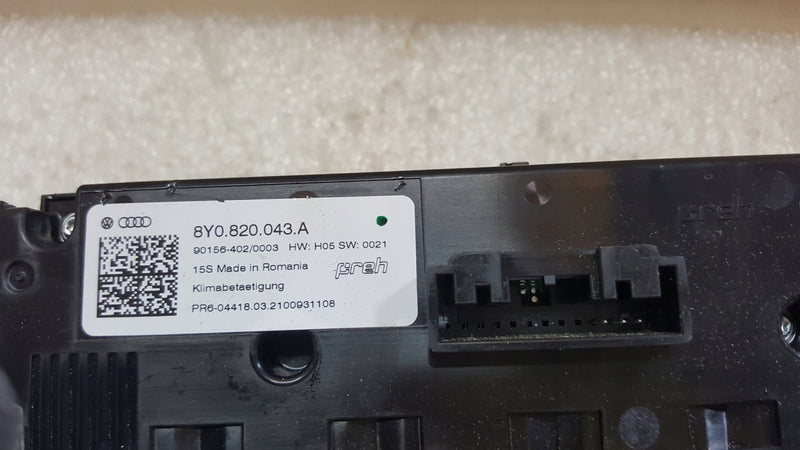 8Y0.820.043.A
90156-402/0003 HW: H05 SW: 0021
15S Made in Romania preh
Klimabetaetigung
PR6-04418.03.2100931108
preh